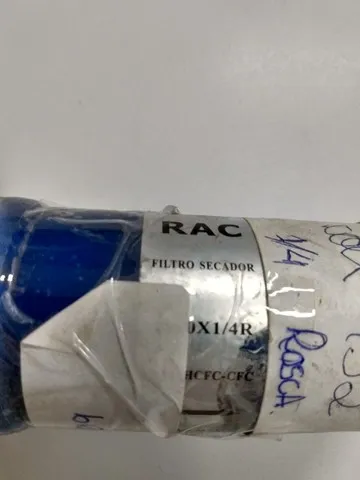 RAC
FILTRO SECADOR
0X1/4R
HCFC-CFC
1/4 ROSCA